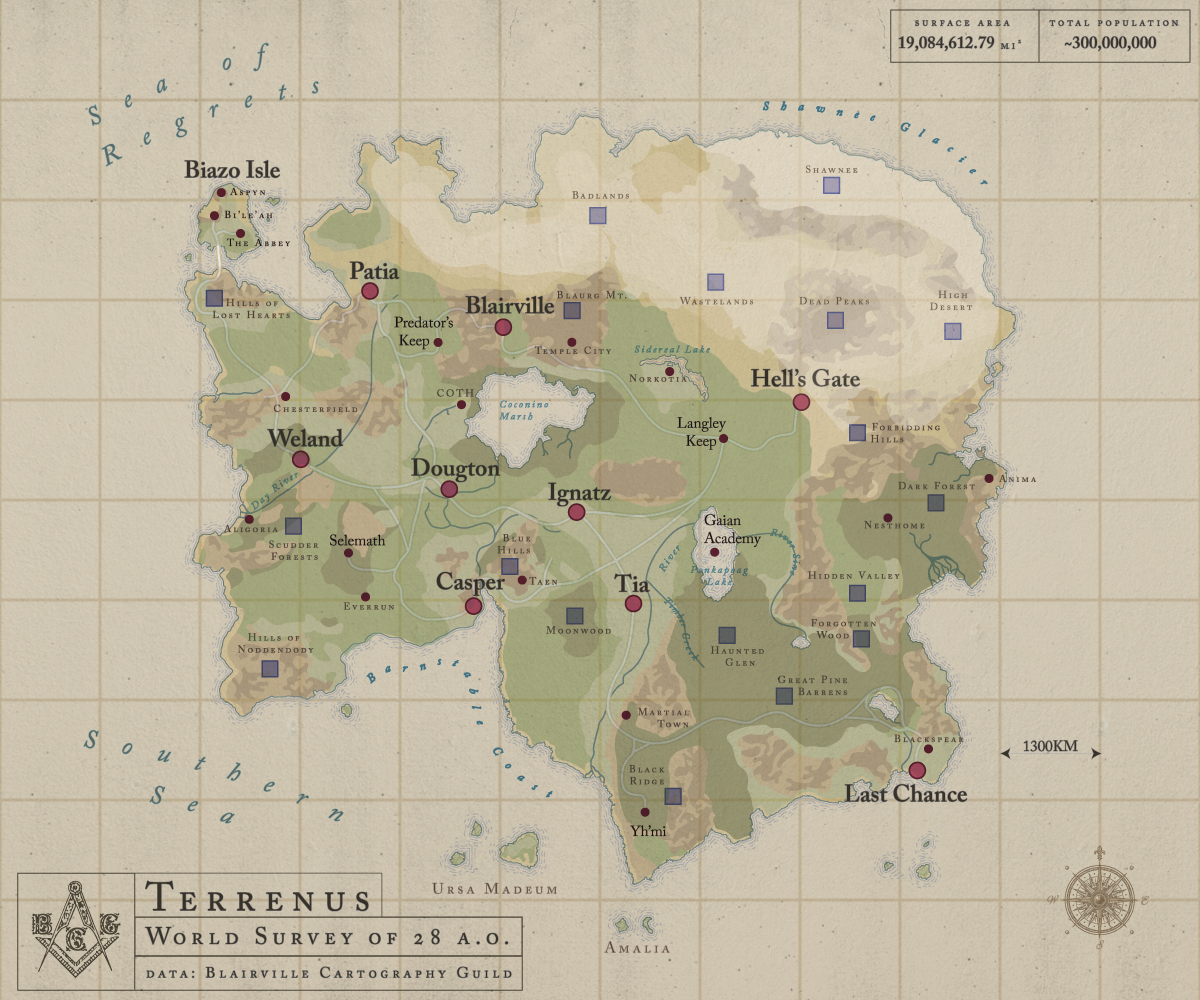 SURFACE AREA
19,084,612.79 MI²
TOTAL POPULATION
~300,000,000
Sea of
Regrets
Shawnee Glacier
Biazo Isle
Aspyn
Bi'le'ah
The Abbey
Shawnee
Badlands
Patia
Hills of
Lost Hearts
Blairville
Blaurg Mt.
Wastelands
Dead Peaks
High
Desert
Predator's
Keep
Temple City
Sidereal Lake
Norkotia
Hell's Gate
Chesterfield
COTH
Coconino
Marsh
Langley
Keep
Forbidding
Hills
Weland
Dougton
Day River
Ignatz
Dark Forest
Anima
Aligoria
Scudder
Forests
Selemath
Blue
Hills
Gaian
Academy
River
Ponkapoag
Lake
Nesthome
Everrun
Casper
Taen
Tia
Hidden Valley
Moonwood
Timber Creek
Haunted
Glen
Forgotten
Wood
Hills of
Noddendody
Barnstable Coast
Great Pine
Barrens
Martial
Town
Blackspear
1300KM
Southern
Sea
Black
Ridge
Last Chance
Yh'mi
Ursa Madeum
Amalia
W
E
S
B G G
Terrenus
World Survey of 28 A.O.
DATA: Blairville Cartography Guild